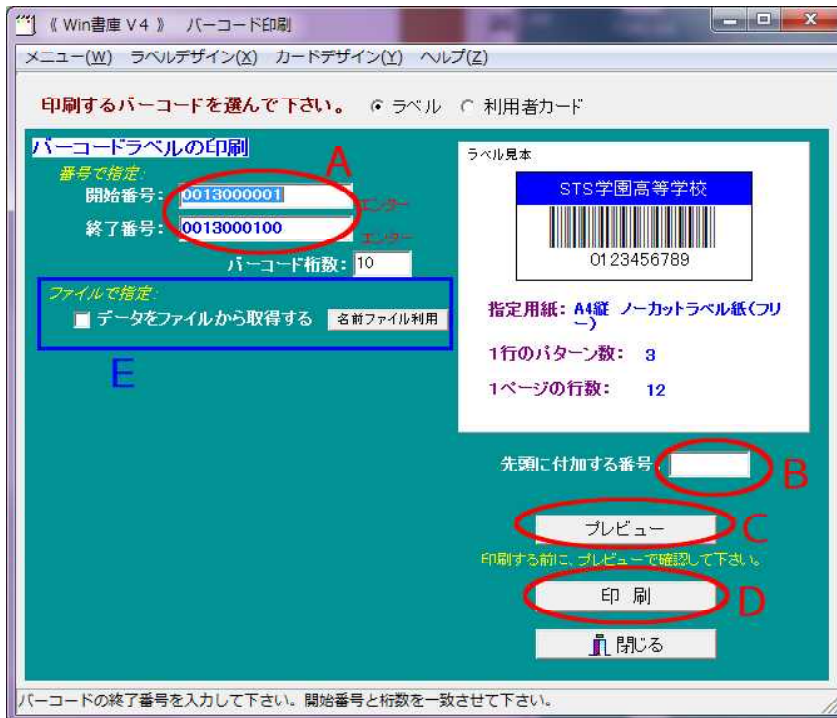 《 Win書庫 V4 》 バーコード印刷
メニュー(W) ラベルデザイン(X) カードデザイン(Y) ヘルプ(Z)
印刷するバーコードを選んで下さい。 ラベル 利用者カード
バーコードラベルの印刷
A
番号で指定:
開始番号: 0013000001 エンター
終了番号: 0013000100 エンター
バーコード桁数: 10
ファイルで指定:
データをファイルから取得する 名前ファイル利用
E
ラベル見本
STS学園高等学校
0123456789
指定用紙: A4縦 ノーカットラベル紙(フリ
ー)
1行のパターン数: 3
1ページの行数: 12
先頭に付加する番号: B
プレビュー C
印刷する前に、プレビューで確認して下さい。
印 刷 D
閉じる
バーコードの終了番号を入力して下さい。開始番号と桁数を一致させて下さい。